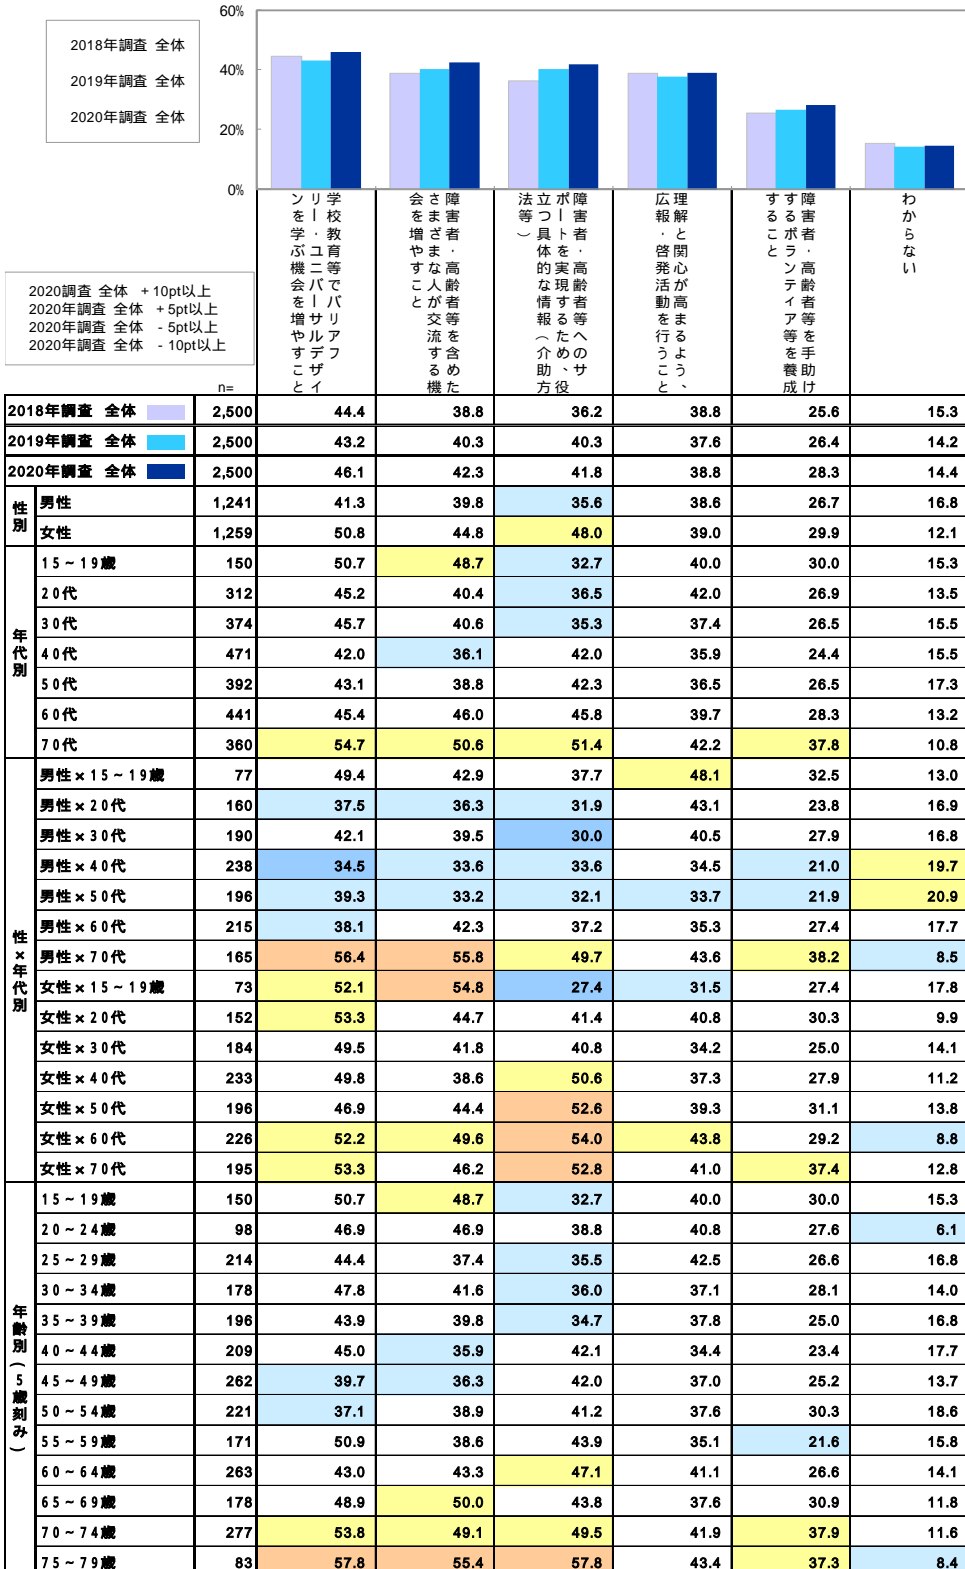 60%
40%
20%
0%
2018年調査 全体
2019年調査 全体
2020年調査 全体
2020調査 全体 +10pt以上
2020年調査 全体 +5pt以上
2020年調査 全体 -5pt以上
2020年調査 全体 -10pt以上
n=
学校教育等でバリアフ
リー・ユニバーサルデザイ
ンを学ぶ機会を増やすこと
障害者・高齢者等を含めた
さまざまな人が交流する機
会を増やすこと
障害者・高齢者等へのサ
ポートを実現するため、役
立つ具体的な情報（介助方
法等）
理解と関心が高まるよう、
広報・啓発活動を行うこと
障害者・高齢者等を手助け
するボランティア等を養成
すること
わからない
2018年調査 全体 2,500 44.4 38.8 36.2 38.8 25.6 15.3
2019年調査 全体 2,500 43.2 40.3 40.3 37.6 26.4 14.2
2020年調査 全体 2,500 46.1 42.3 41.8 38.8 28.3 14.4
性別
男性 1,241 41.3 39.8 35.6 38.6 26.7 16.8
女性 1,259 50.8 44.8 48.0 39.0 29.9 12.1
年代別
15~19歳 150 50.7 48.7 32.7 40.0 30.0 15.3
20代 312 45.2 40.4 36.5 42.0 26.9 13.5
30代 374 45.7 40.6 35.3 37.4 26.5 15.5
40代 471 42.0 36.1 42.0 35.9 24.4 15.5
50代 392 43.1 38.8 42.3 36.5 26.5 17.3
60代 441 45.4 46.0 45.8 39.7 28.3 13.2
70代 360 54.7 50.6 51.4 42.2 37.8 10.8
性×年代別
男性×15~19歳 77 49.4 42.9 37.7 48.1 32.5 13.0
男性×20代 160 37.5 36.3 31.9 43.1 23.8 16.9
男性×30代 190 42.1 39.5 30.0 40.5 27.9 16.8
男性×40代 238 34.5 33.6 33.6 34.5 21.0 19.7
男性×50代 196 39.3 33.2 32.1 33.7 21.9 20.9
男性×60代 215 38.1 42.3 37.2 35.3 27.4 17.7
男性×70代 165 56.4 55.8 49.7 43.6 38.2 8.5
女性×15~19歳 73 52.1 54.8 27.4 31.5 27.4 17.8
女性×20代 152 53.3 44.7 41.4 40.8 30.3 9.9
女性×30代 184 49.5 41.8 40.8 34.2 25.0 14.1
女性×40代 233 49.8 38.6 50.6 37.3 27.9 11.2
女性×50代 196 46.9 44.4 52.6 39.3 31.1 13.8
女性×60代 226 52.2 49.6 54.0 43.8 29.2 8.8
女性×70代 195 53.3 46.2 52.8 41.0 37.4 12.8
年齢別(5歳刻み)
15~19歳 150 50.7 48.7 32.7 40.0 30.0 15.3
20~24歳 98 46.9 46.9 38.8 40.8 27.6 6.1
25~29歳 214 44.4 37.4 35.5 42.5 26.6 16.8
30~34歳 178 47.8 41.6 36.0 37.1 28.1 14.0
35~39歳 196 43.9 39.8 34.7 37.8 25.0 16.8
40~44歳 209 45.0 35.9 42.1 34.4 23.4 17.7
45~49歳 262 39.7 36.3 42.0 37.0 25.2 13.7
50~54歳 221 37.1 38.9 41.2 37.6 30.3 18.6
55~59歳 171 50.9 38.6 43.9 35.1 21.6 15.8
60~64歳 263 43.0 43.3 47.1 41.1 26.6 14.1
65~69歳 178 48.9 50.0 43.8 37.6 30.9 11.8
70~74歳 277 53.8 49.1 49.5 41.9 37.9 11.6
75~79歳 83 57.8 55.4 57.8 43.4 37.3 8.4